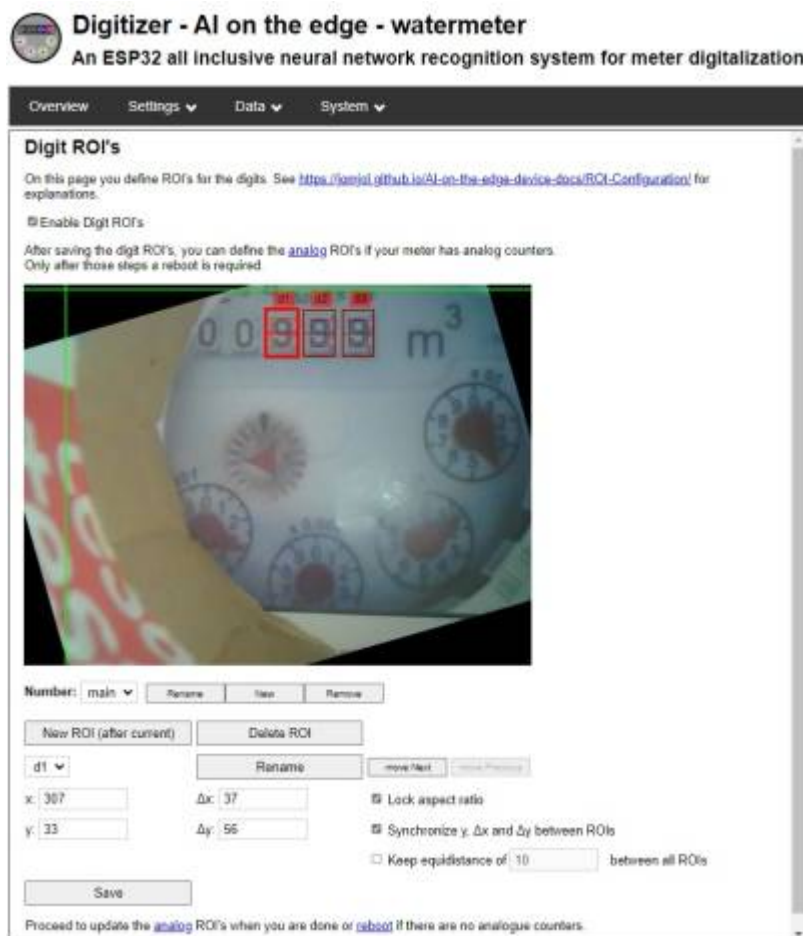 Digitizer - AI on the edge - watermeter
An ESP32 all inclusive neural network recognition system for meter digitalization
Overview Settings Data System
Digit ROI's
On this page you define ROI's for the digits. See https://jomjol.github.io/AI-on-the-edge-device-docs/ROI-Configuration/ for
explanations.
Enable Digit ROI's
After saving the digit ROI's, you can define the analog ROI's if your meter has analog counters.
Only after those steps a reboot is required
d1 d2 d3
0 0 9 9 9 m³
Number: main Rename New Remove
New ROI (after current) Delete ROI
d1 Rename move Next move Previous
x: 307 Δx: 37 Lock aspect ratio
y: 33 Δy: 56 Synchronize y, Δx and Δy between ROIs
Keep equidistance of 10 between all ROIs
Save
Proceed to update the analog ROI's when you are done or reboot if there are no analogue counters.